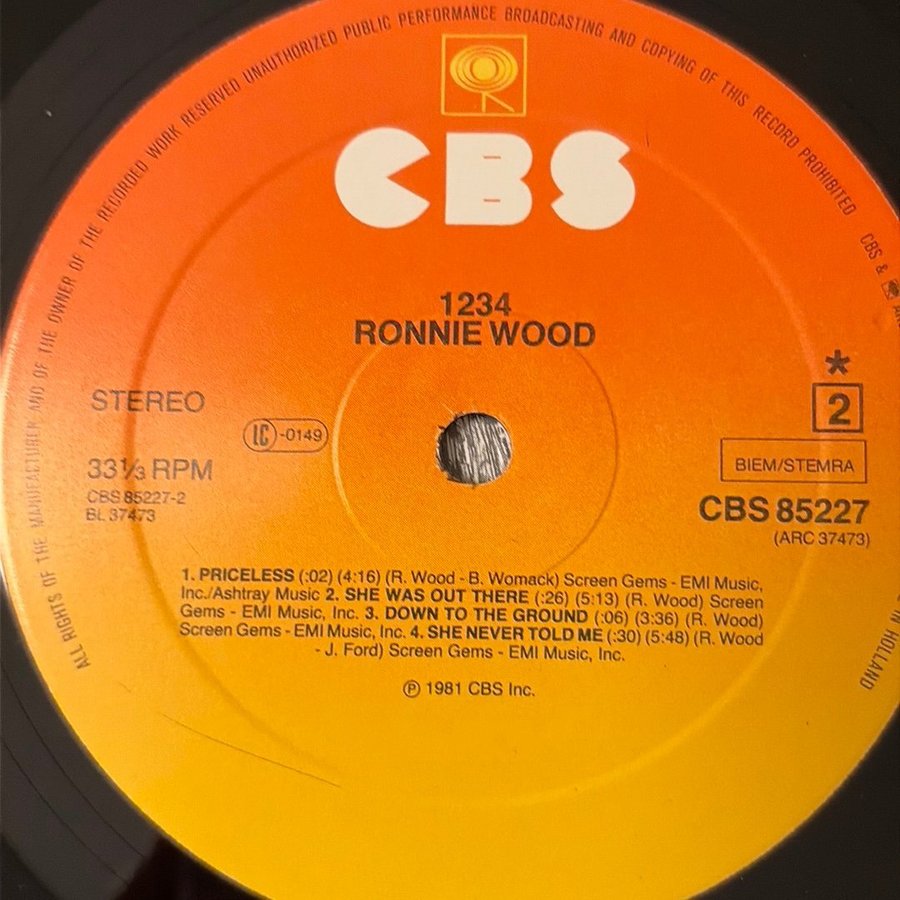 ALL RIGHTS OF THE MANUFACTURER AND OF THE OWNER OF THE RECORDED WORK RESERVED UNAUTHORIZED PUBLIC PERFORMANCE BROADCASTING AND COPYING OF THIS RECORD PROHIBITED CBS &
IN HOLLAND
CBS
1234
RONNIE WOOD
STEREO
LC -0149
33 1/3 RPM
CBS 85227-2
BL 37473
*
2
BIEM/STEMRA
CBS 85227
(ARC 37473)
1. PRICELESS (:02) (4:16) (R. Wood - B. Womack) Screen Gems - EMI Music,
Inc./Ashtray Music 2. SHE WAS OUT THERE (:26) (5:13) (R. Wood) Screen
Gems - EMI Music, Inc. 3. DOWN TO THE GROUND (:06) (3:36) (R. Wood)
Screen Gems - EMI Music, Inc. 4. SHE NEVER TOLD ME (:30) (5:48) (R. Wood
- J. Ford) Screen Gems - EMI Music, Inc.
℗ 1981 CBS Inc.